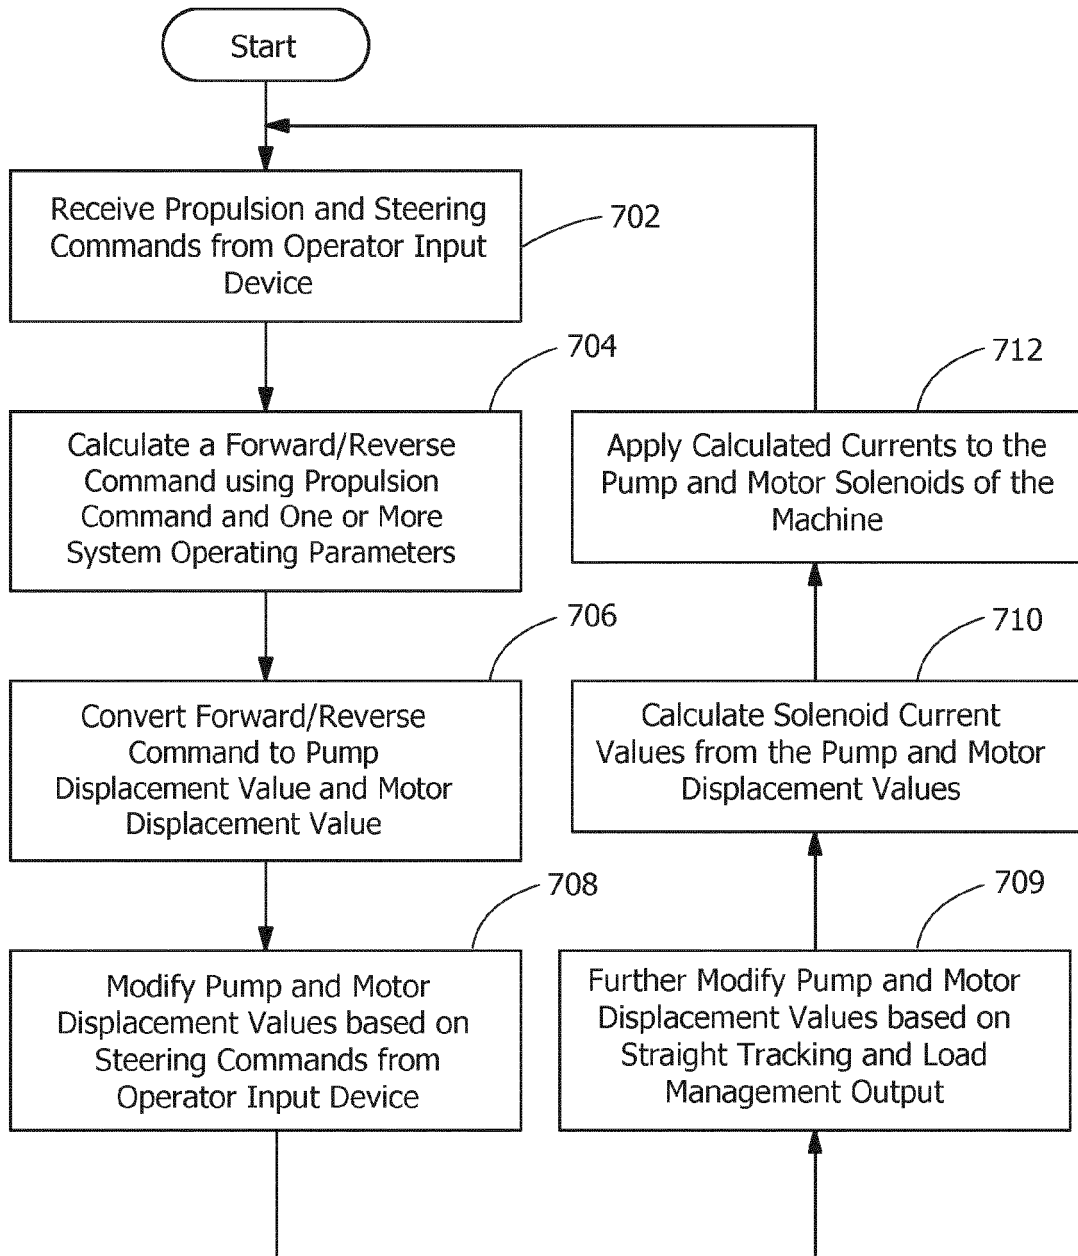 Start
Receive Propulsion and Steering
Commands from Operator Input
Device
702
704
Calculate a Forward/Reverse
Command using Propulsion
Command and One or More
System Operating Parameters
706
Convert Forward/Reverse
Command to Pump
Displacement Value and Motor
Displacement Value
708
Modify Pump and Motor
Displacement Values based on
Steering Commands from
Operator Input Device
709
Further Modify Pump and Motor
Displacement Values based on
Straight Tracking and Load
Management Output
710
Calculate Solenoid Current
Values from the Pump and Motor
Displacement Values
712
Apply Calculated Currents to the
Pump and Motor Solenoids of the
Machine